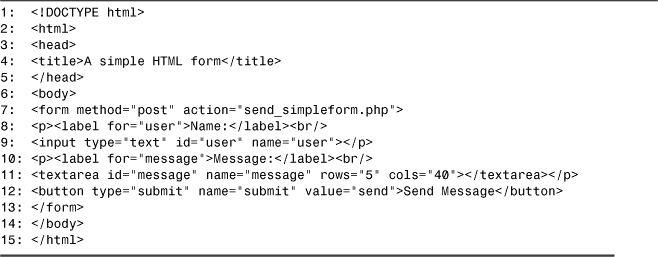 1: <!DOCTYPE html>
2: <html>
3: <head>
4: <title>A simple HTML form</title>
5: </head>
6: <body>
7: <form method="post" action="send_simpleform.php">
8: <p><label for="user">Name:</label><br/>
9: <input type="text" id="user" name="user"></p>
10: <p><label for="message">Message:</label><br/>
11: <textarea id="message" name="message" rows="5" cols="40"></textarea></p>
12: <button type="submit" name="submit" value="send">Send Message</button>
13: </form>
14: </body>
15: </html>